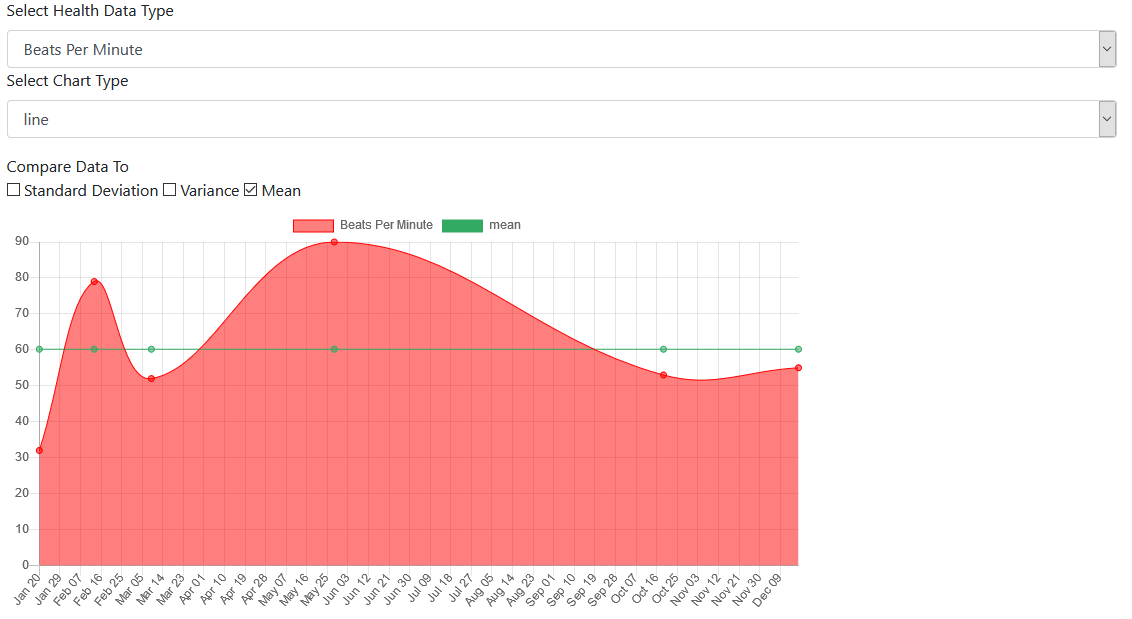 Select Health Data Type
Beats Per Minute
Select Chart Type
line
Compare Data To
Standard Deviation Variance Mean
Beats Per Minute mean
90
80
70
60
50
40
30
20
10
0
Jan 20 Jan 29 Feb 07 Feb 16 Feb 25 Mar 05 Mar 14 Mar 23 Apr 01 Apr 10 Apr 19 Apr 28 May 07 May 16 May 25 Jun 03 Jun 12 Jun 21 Jun 30 Jul 09 Jul 18 Jul 27 Aug 05 Aug 14 Aug 23 Sep 01 Sep 10 Sep 19 Sep 28 Oct 07 Oct 16 Oct 25 Nov 03 Nov 12 Nov 21 Nov 30 Dec 09